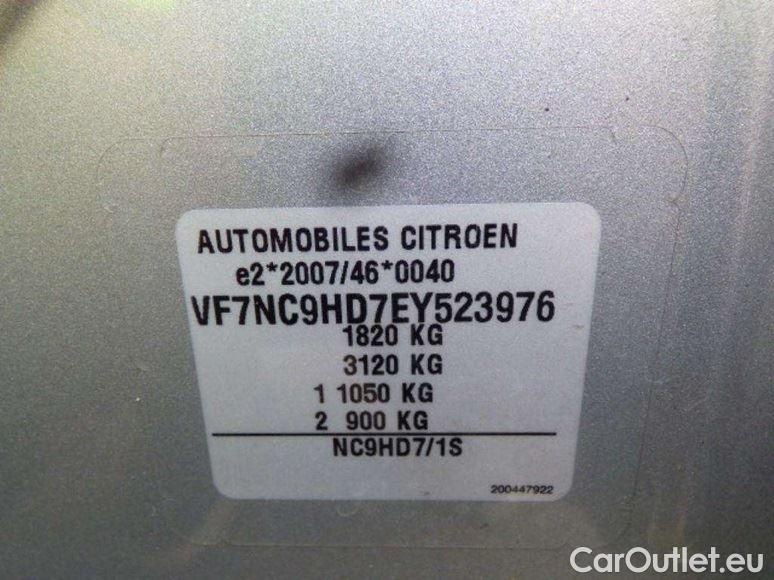 AUTOMOBILES CITROEN
e2*2007/46*0040
VF7NC9HD7EY523976
1820 KG
3120 KG
1 1050 KG
2 900 KG
NC9HD7/1S
200447922
CarOutlet.eu